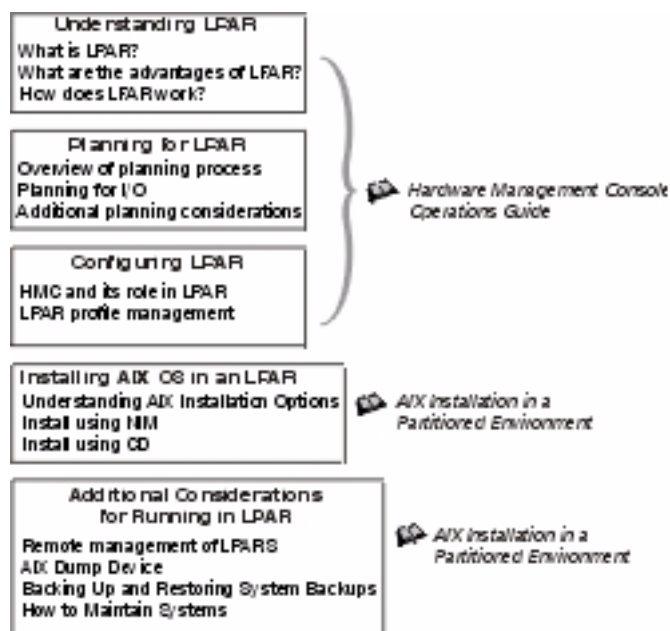 Understanding LPAR
What is LPAR?
What are the advantages of LPAR?
How does LPAR work?
Planning for LPAR
Overview of planning process
Planning for I/O
Additional planning considerations
Hardware Management Console
Operations Guide
Configuring LPAR
HMC and its role in LPAR
LPAR profile management
Installing AIX OS in an LPAR
Understanding AIX Installation Options
Install using NIM
Install using CD
AIX Installation in a
Partitioned Environment
Additional Considerations
for Running in LPAR
Remote management of LPARS
AIX Dump Device
Backing Up and Restoring System Backups
How to Maintain Systems
AIX Installation in a
Partitioned Environment